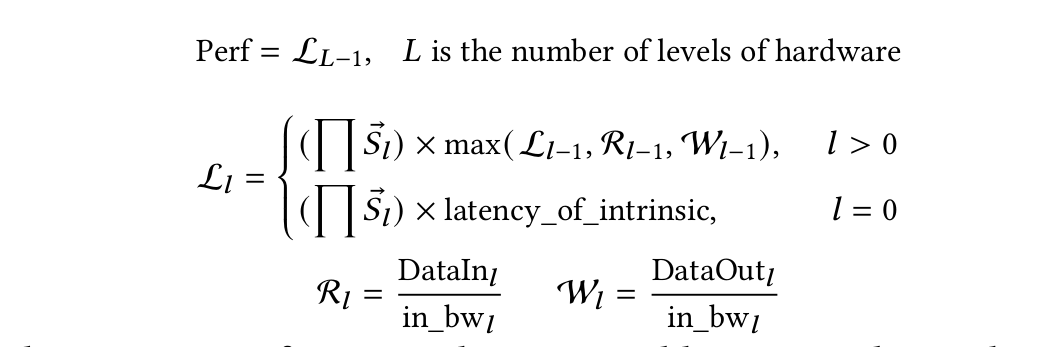 Perf = ℒ_{L−1}, L is the number of levels of hardware
ℒ_l = { (∏ S⃗_l) × max(ℒ_{l−1}, ℛ_{l−1}, 𝒲_{l−1}), l > 0
(∏ S⃗_l) × latency_of_intrinsic, l = 0
ℛ_l = DataIn_l / in_bw_l 𝒲_l = DataOut_l / in_bw_l